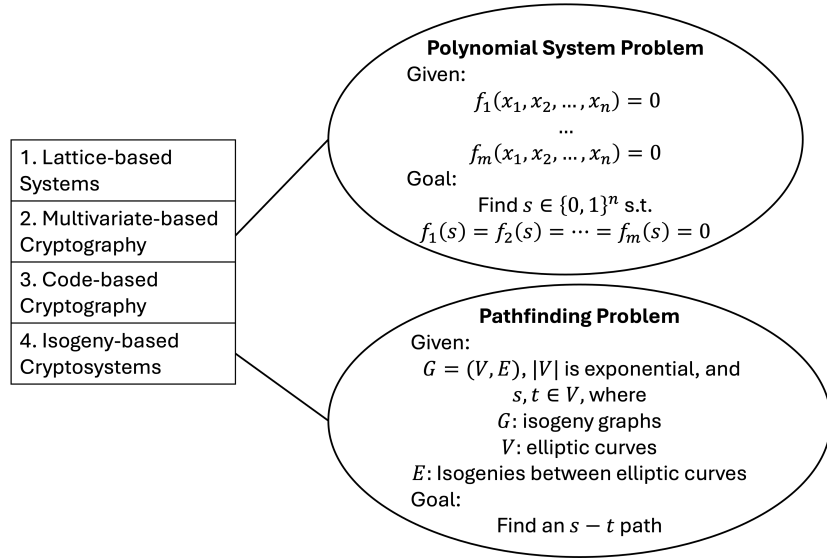 1. Lattice-based
Systems
2. Multivariate-based
Cryptography
3. Code-based
Cryptography
4. Isogeny-based
Cryptosystems
Polynomial System Problem
Given:
f₁(x₁, x₂, …, xₙ) = 0
…
fₘ(x₁, x₂, …, xₙ) = 0
Goal:
Find s ∈ {0, 1}ⁿ s.t.
f₁(s) = f₂(s) = ⋯ = fₘ(s) = 0
Pathfinding Problem
Given:
G = (V, E), |V| is exponential, and
s, t ∈ V, where
G: isogeny graphs
V: elliptic curves
E: Isogenies between elliptic curves
Goal:
Find an s − t path